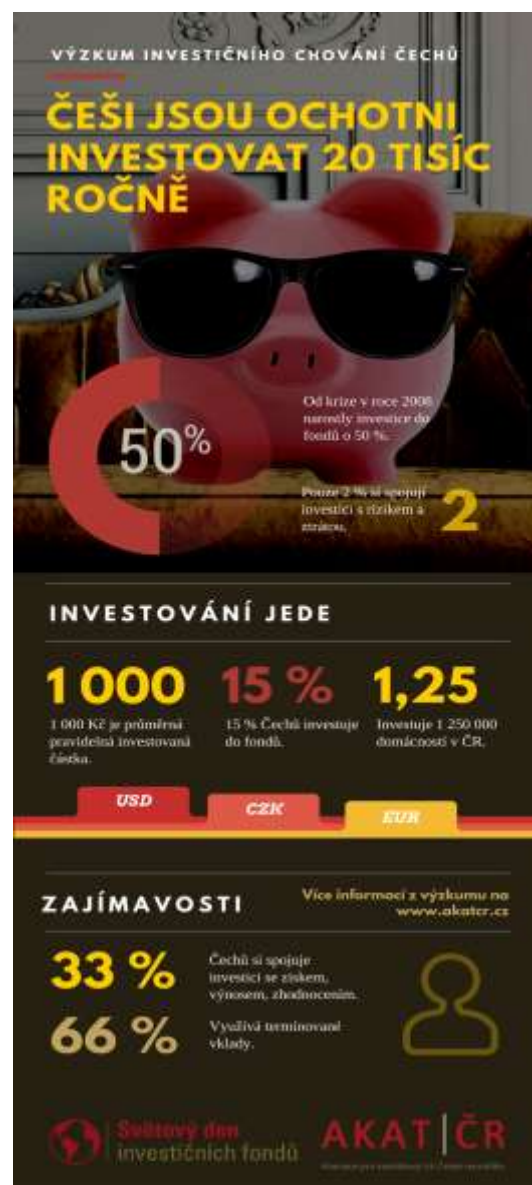 VÝZKUM INVESTIČNÍHO CHOVÁNÍ ČECHŮ
ČEŠI JSOU OCHOTNI
INVESTOVAT 20 TISÍC
ROČNĚ
50%
Od krize v roce 2008
narostly investice do
fondů o 50 %.
Pouze 2 % si spojují
investici s rizikem a
ztrátou.
2
INVESTOVÁNÍ JEDE
1 000
1 000 Kč je průměrná
pravidelná investovaná
částka.
15 %
15 % Čechů investuje
do fondů.
1,25
Investuje 1 250 000
domácností v ČR.
USD
CZK
EUR
ZAJÍMAVOSTI
Více informací z výzkumu na
www.akatcr.cz
33 %
Čechů si spojuje
investici se ziskem,
výnosem, zhodnocením.
66 %
Využívá termínované
vklady.
Světový den
investičních fondů
AKAT|ČR